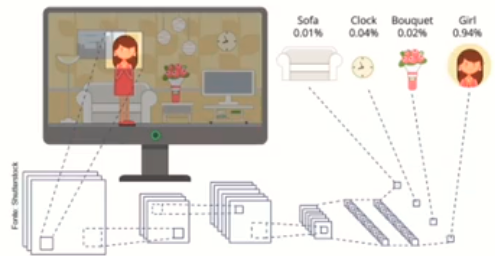 Sofa
0.01%
Clock
0.04%
Bouquet
0.02%
Girl
0.94%
Fonte: Shutterstock